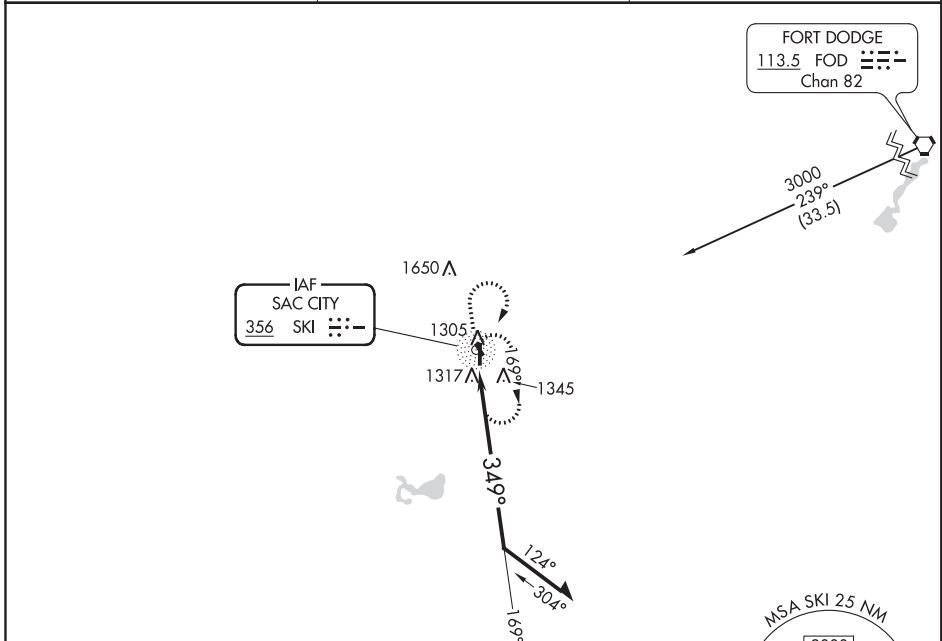 FORT DODGE
113.5 FOD
Chan 82
3000
239°
(33.5)
1650
IAF
SAC CITY
356 SKI
1305
169°
1317
1345
349°
124°
304°
169°
MSA SKI 25 NM